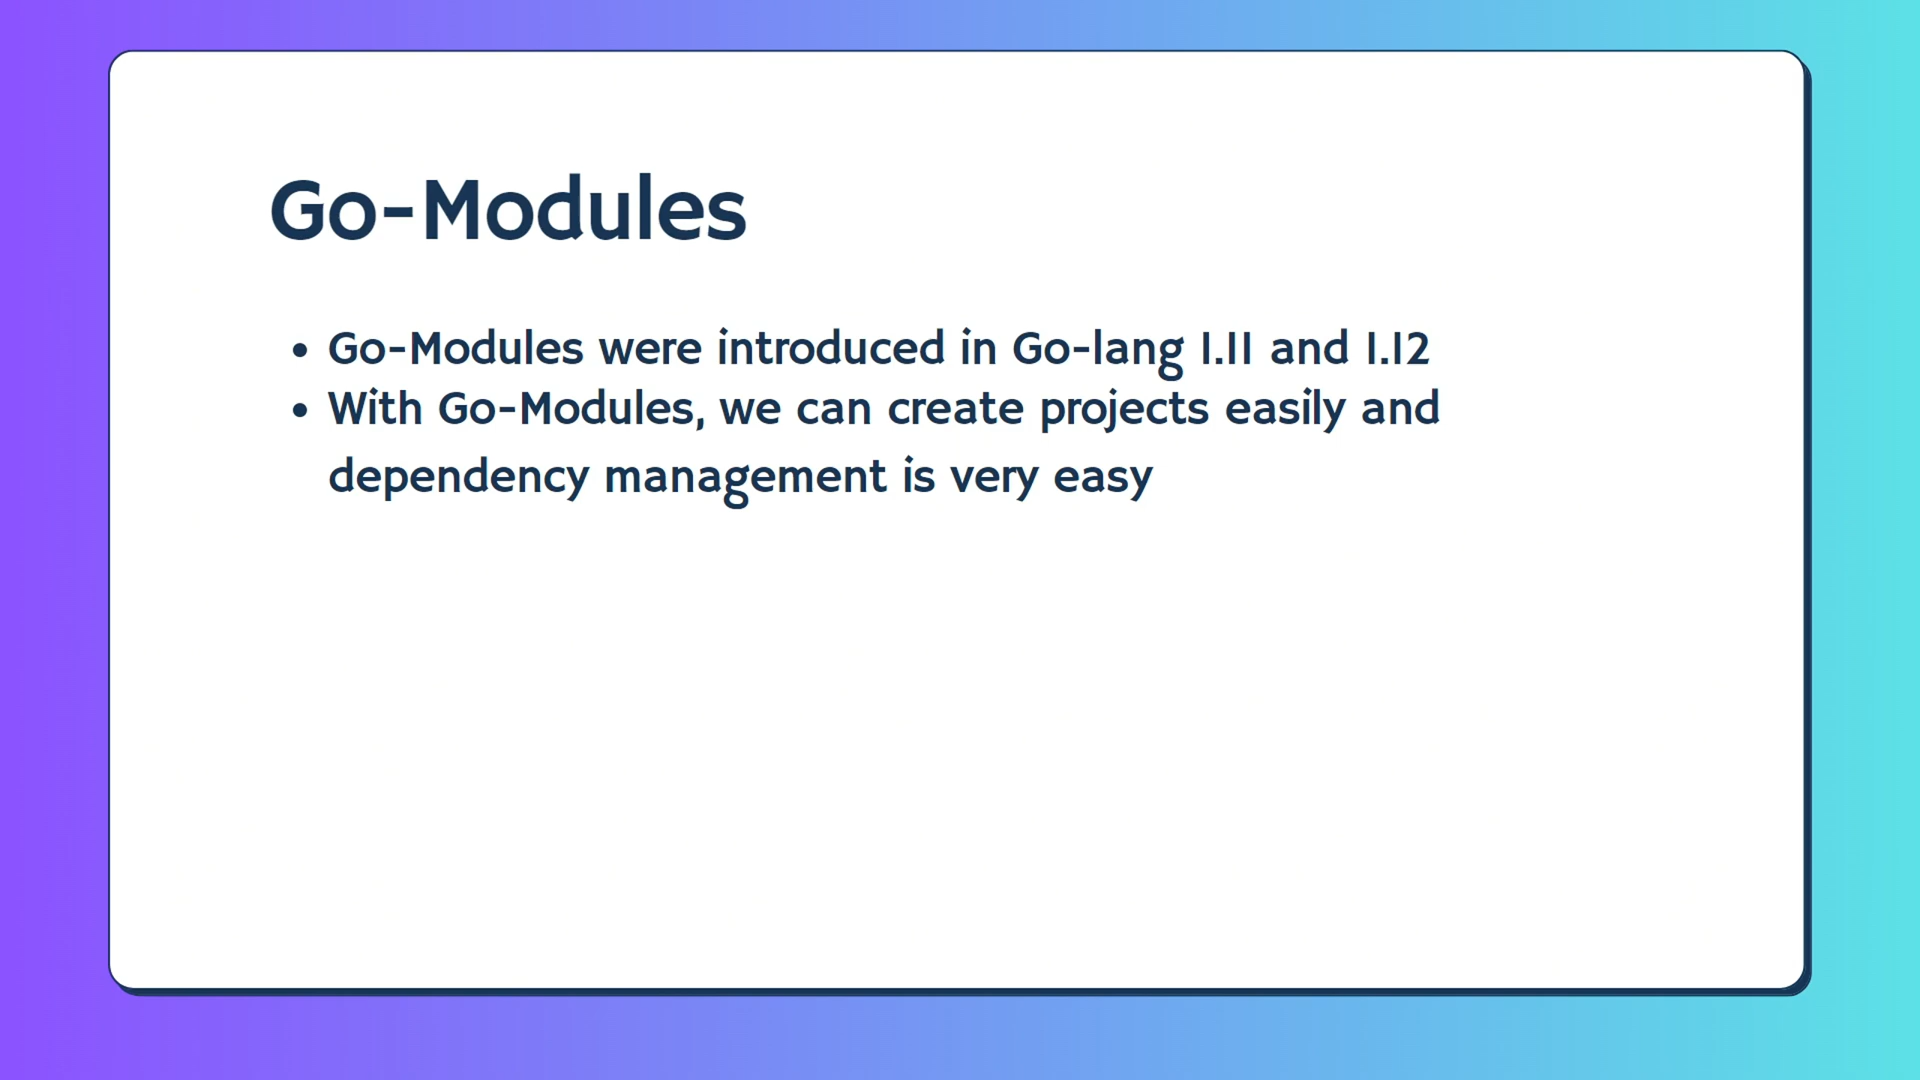 Go-Modules
• Go-Modules were introduced in Go-lang 1.11 and 1.12
• With Go-Modules, we can create projects easily and
dependency management is very easy